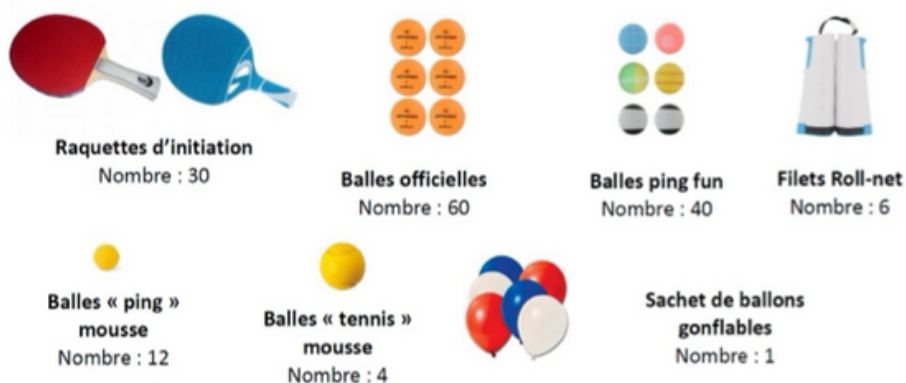 Raquettes d'initiation
Nombre : 30
Balles officielles
Nombre : 60
Balles ping fun
Nombre : 40
Filets Roll-net
Nombre : 6
Balles « ping »
mousse
Nombre : 12
Balles « tennis »
mousse
Nombre : 4
Sachet de ballons
gonflables
Nombre : 1